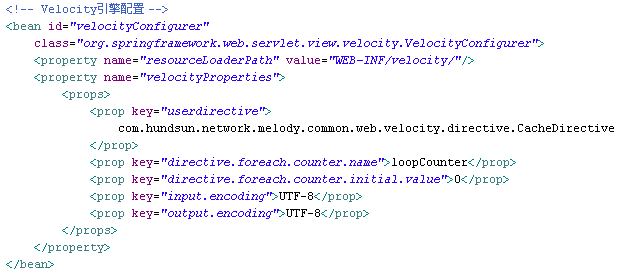 <!-- Velocity引擎配置 -->
<bean id="velocityConfigurer"
    class="org.springframework.web.servlet.view.velocity.VelocityConfigurer">
    <property name="resourceLoaderPath" value="WEB-INF/velocity/"/>
    <property name="velocityProperties">
        <props>
            <prop key="userdirective">
                com.hundsun.network.melody.common.web.velocity.directive.CacheDirective
            </prop>
            <prop key="directive.foreach.counter.name">loopCounter</prop>
            <prop key="directive.foreach.counter.initial.value">0</prop>
            <prop key="input.encoding">UTF-8</prop>
            <prop key="output.encoding">UTF-8</prop>
        </props>
    </property>
</bean>